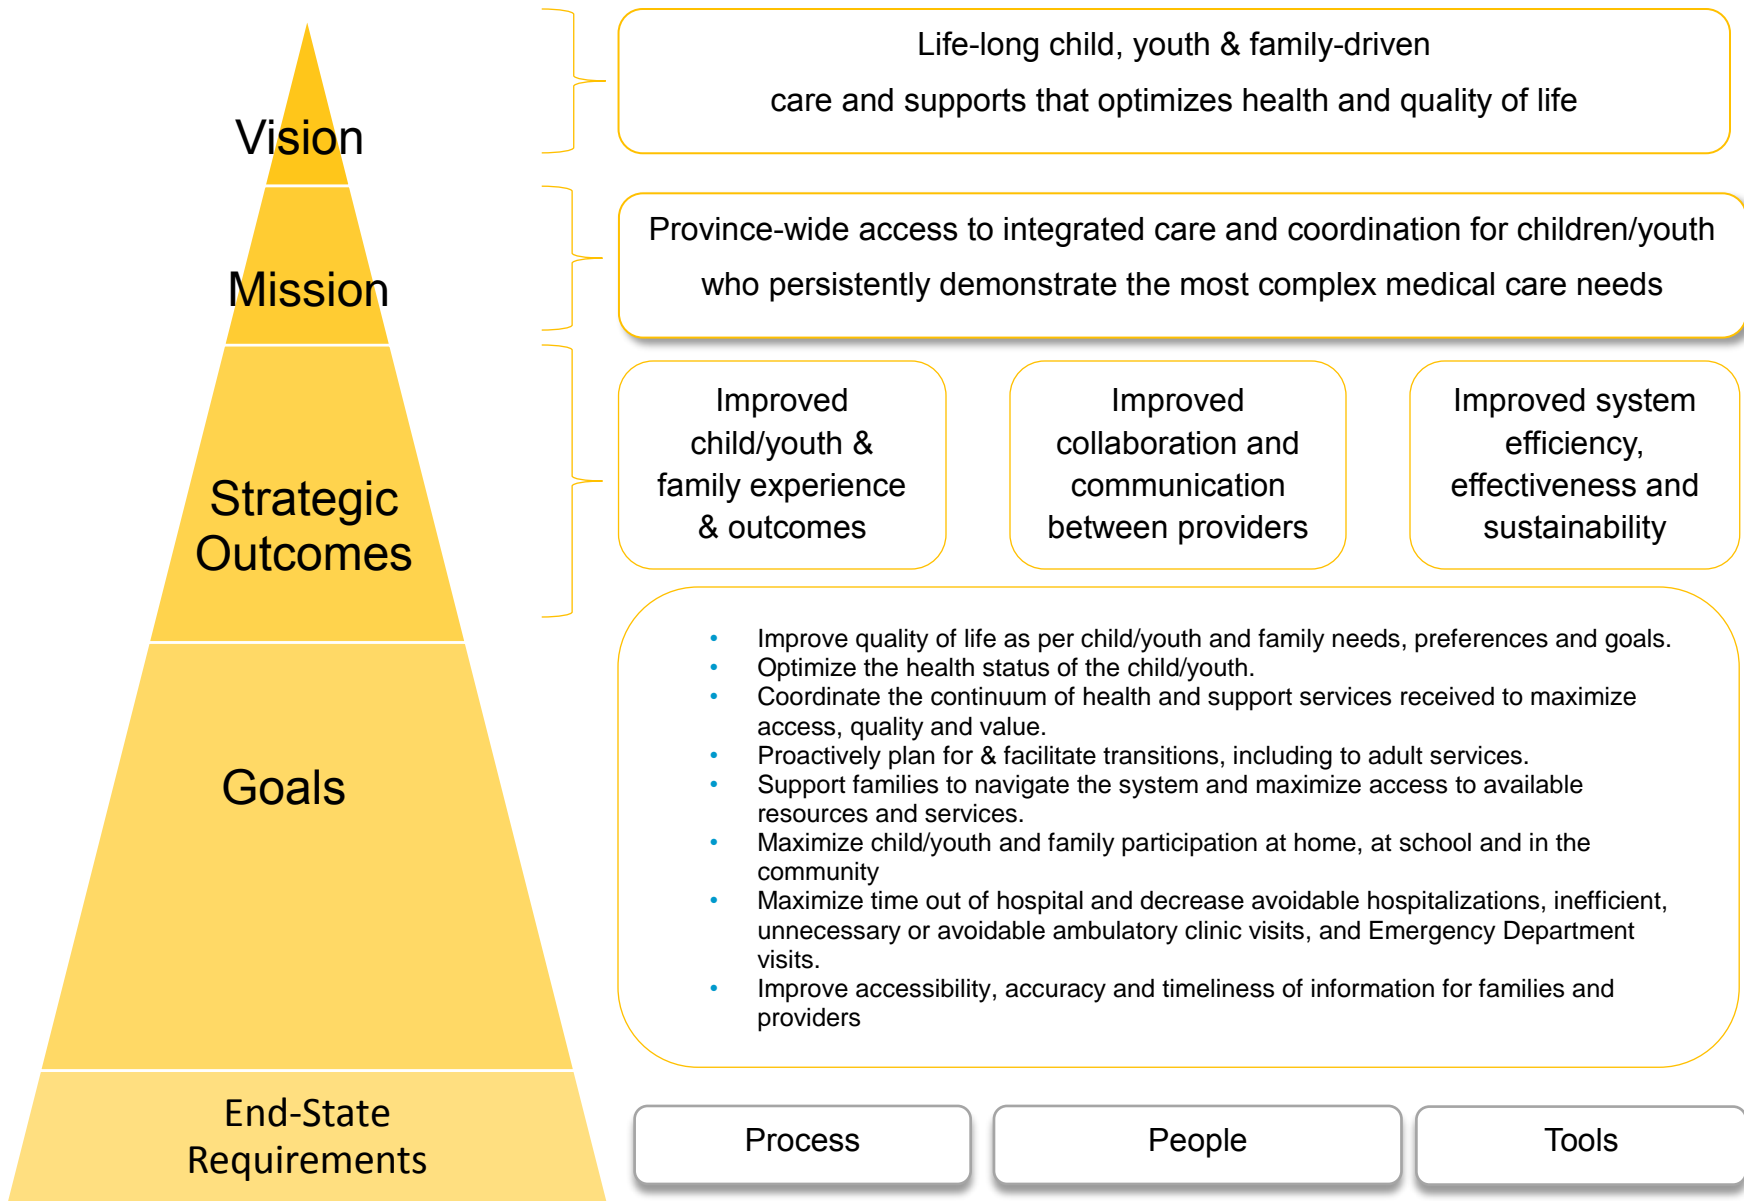 Vision
Life-long child, youth & family-driven
care and supports that optimizes health and quality of life
Mission
Province-wide access to integrated care and coordination for children/youth
who persistently demonstrate the most complex medical care needs
Strategic
Outcomes
Improved
child/youth &
family experience
& outcomes
Improved
collaboration and
communication
between providers
Improved system
efficiency,
effectiveness and
sustainability
Goals
• Improve quality of life as per child/youth and family needs, preferences and goals.
• Optimize the health status of the child/youth.
• Coordinate the continuum of health and support services received to maximize
access, quality and value.
• Proactively plan for & facilitate transitions, including to adult services.
• Support families to navigate the system and maximize access to available
resources and services.
• Maximize child/youth and family participation at home, at school and in the
community
• Maximize time out of hospital and decrease avoidable hospitalizations, inefficient,
unnecessary or avoidable ambulatory clinic visits, and Emergency Department
visits.
• Improve accessibility, accuracy and timeliness of information for families and
providers
End-State
Requirements
Process
People
Tools